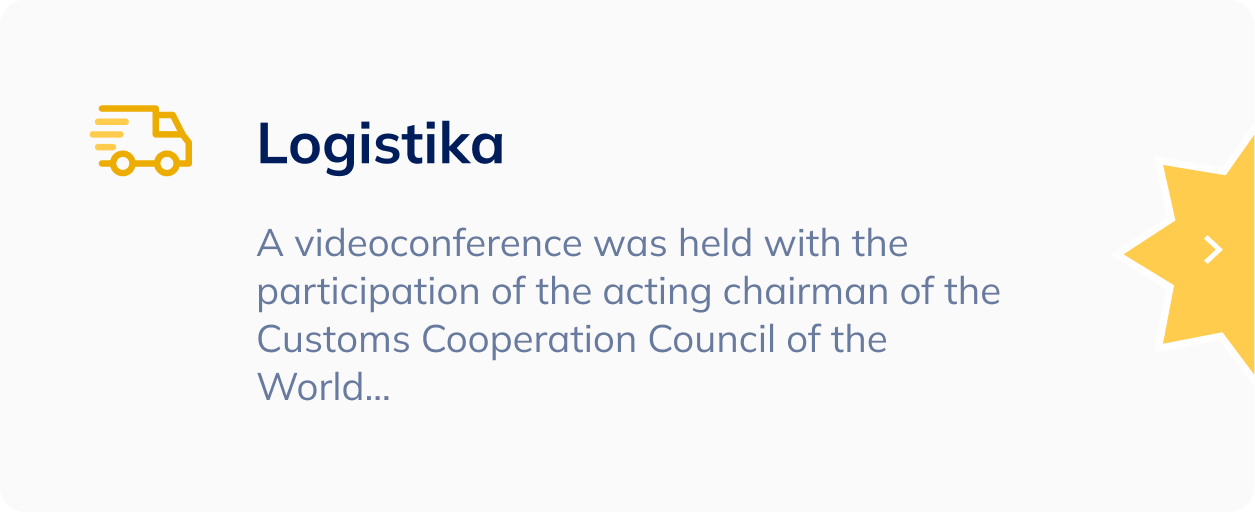 Logistika
A videoconference was held with the
participation of the acting chairman of the
Customs Cooperation Council of the
World...